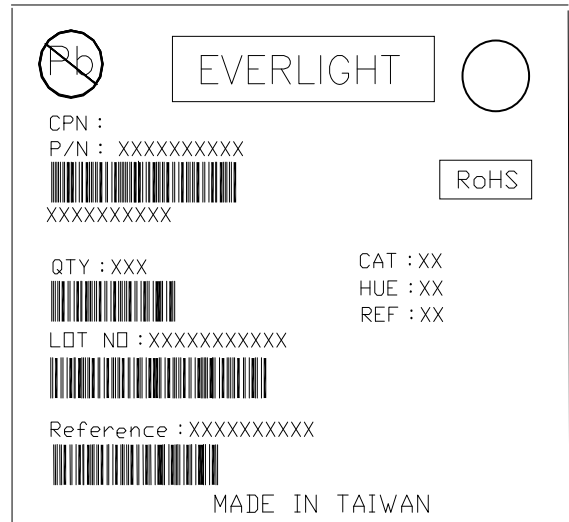 Pb
EVERLIGHT
CPN :
P/N : XXXXXXXXXX
RoHS
XXXXXXXXXX
QTY : XXX
CAT : XX
HUE : XX
REF : XX
LOT NO : XXXXXXXXXXX
Reference : XXXXXXXXXX
MADE IN TAIWAN